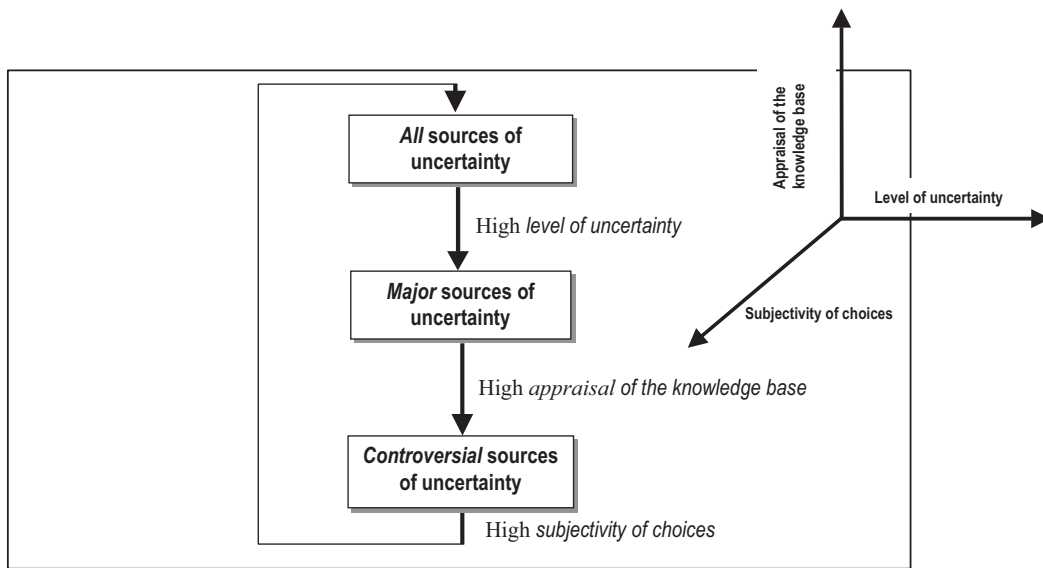 All sources of
uncertainty
High level of uncertainty
Major sources of
uncertainty
High appraisal of the knowledge base
Controversial sources
of uncertainty
High subjectivity of choices
Appraisal of the
knowledge base
Level of uncertainty
Subjectivity of choices